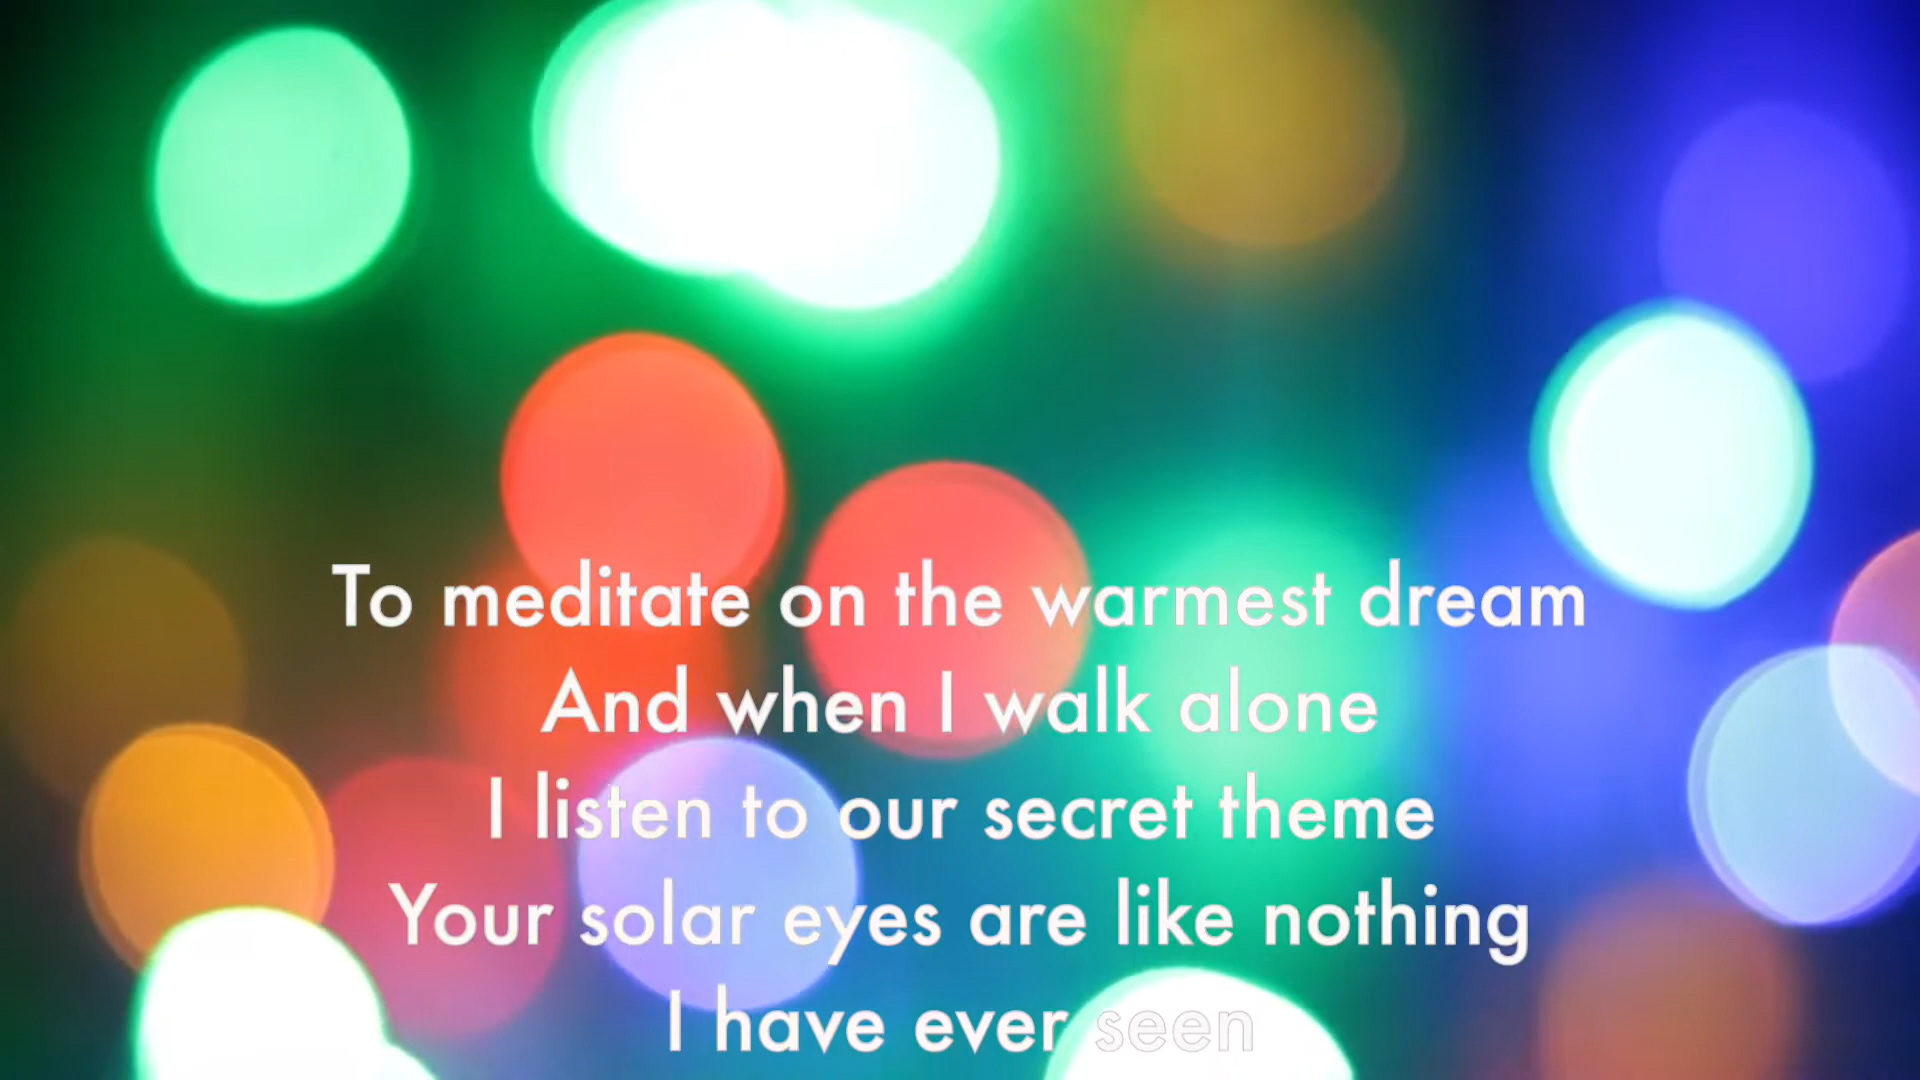 To meditate on the warmest dream
And when I walk alone
I listen to our secret theme
Your solar eyes are like nothing
I have ever seen